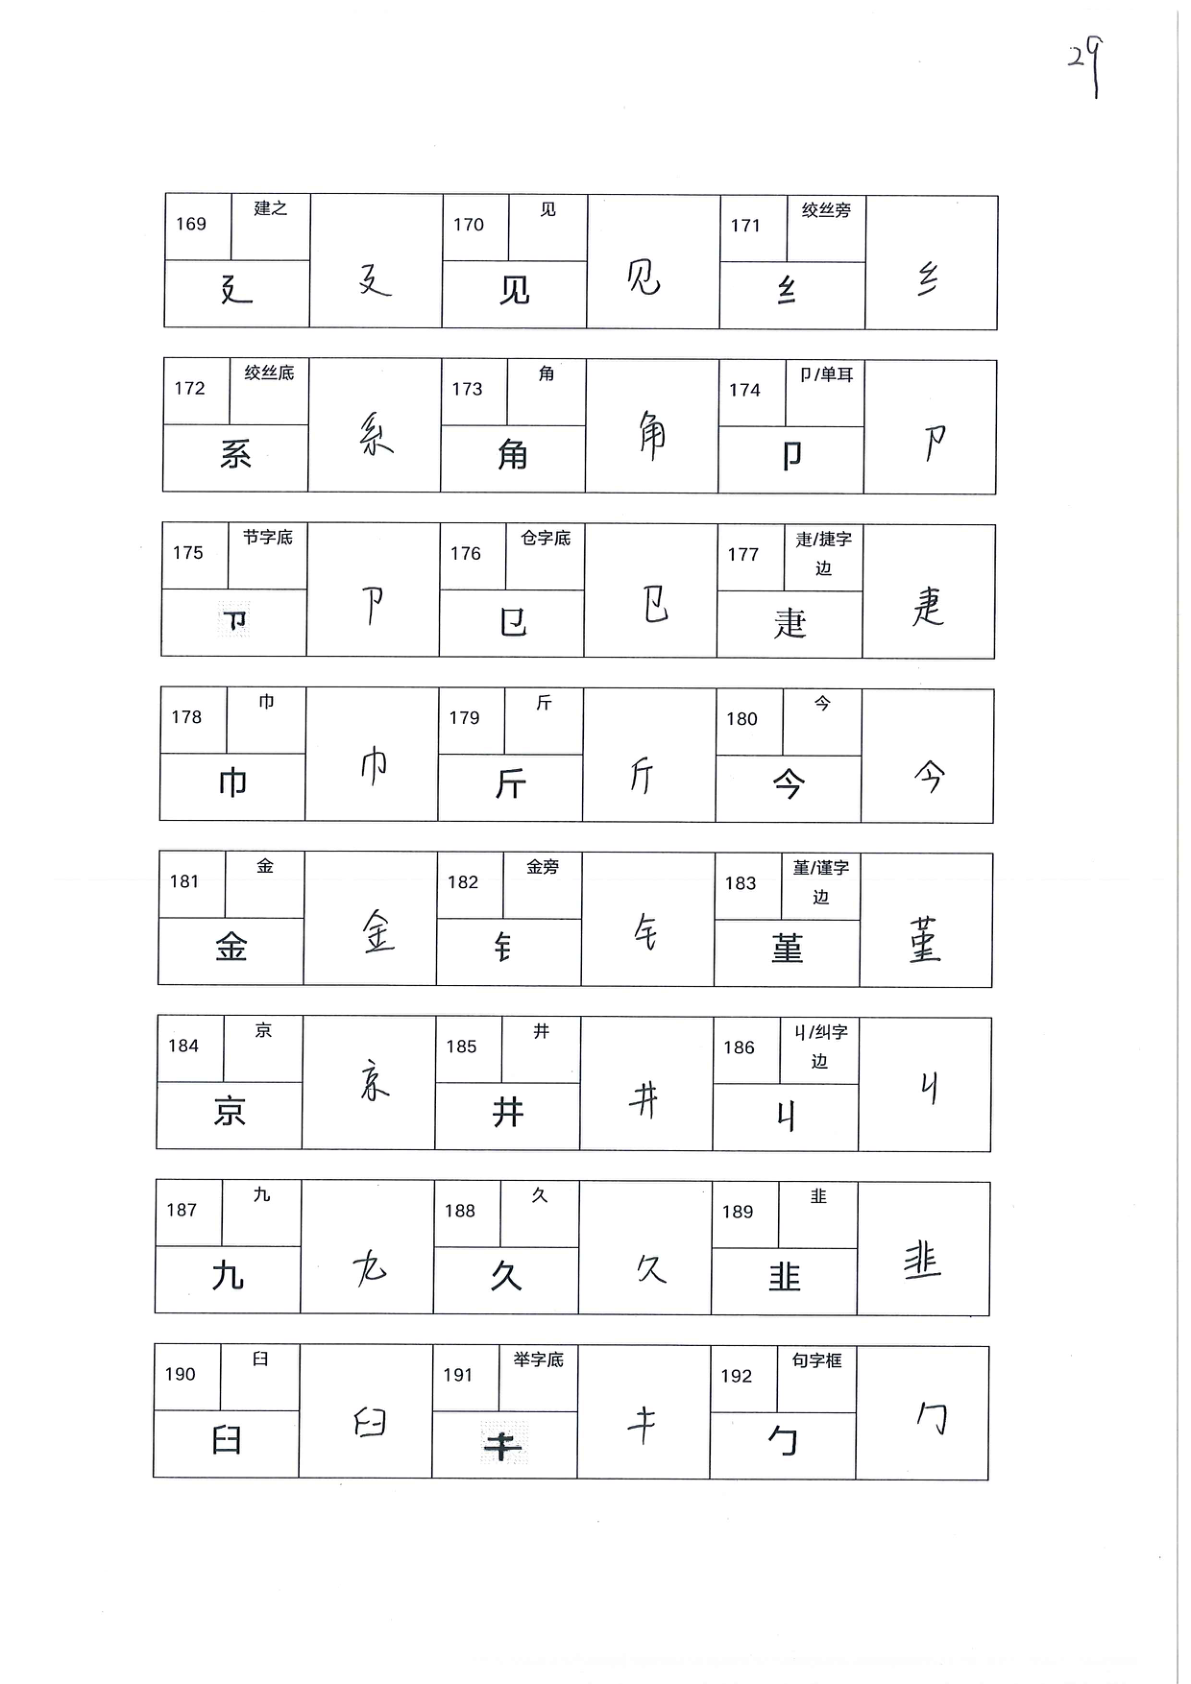 29
169 建之 廴 廴
170 见 见 见
171 绞丝旁 纟 纟
172 绞丝底 系 系
173 角 角 角
174 卩/单耳 卩 卩
175 节字底 卩
176 仓字底 㔾 㔾
177 疌/捷字边 疌 疌
178 巾 巾 巾
179 斤 斤 斤
180 今 今 今
181 金 金 金
182 金旁 钅 钅
183 堇/谨字边 堇 堇
184 京 京 京
185 井 井 井
186 丩/纠字边 丩 丩
187 九 九 九
188 久 久 久
189 韭 韭 韭
190 臼 臼 臼
191 举字底
192 句字框 勹 勹